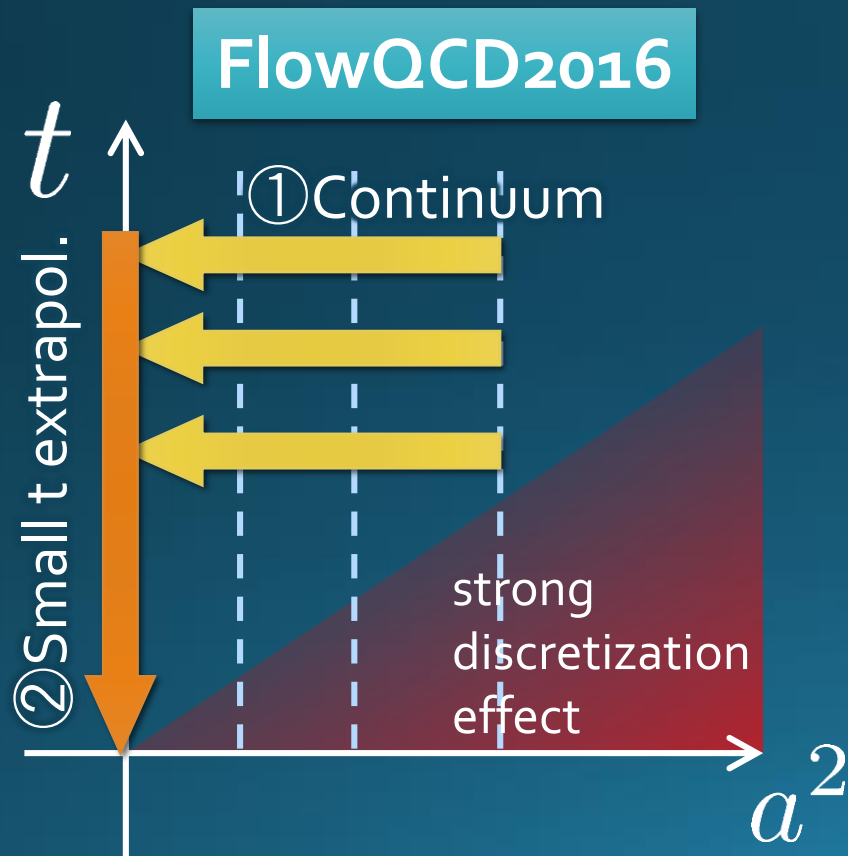 FlowQCD2016
t
①Continuum
②Small t extrapol.
strong
discretization
effect
a²